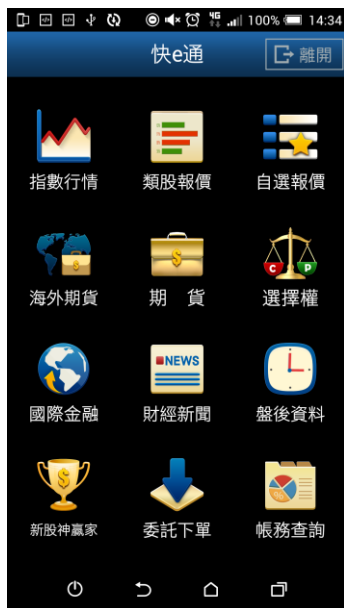 4G 100% 14:34
快e通 離開
指數行情 類股報價 自選報價
海外期貨 期 貨 選擇權
C P
NEWS
國際金融 財經新聞 盤後資料
新股神贏家 委託下單 帳務查詢